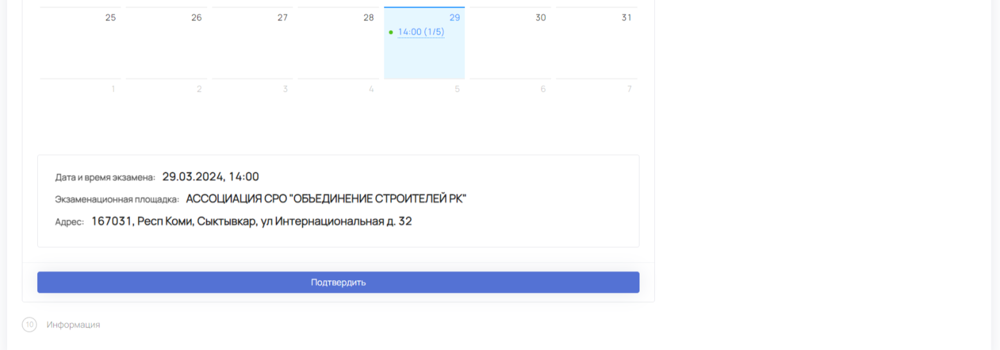 25 26 27 28 29 30 31
14:00 (1/5)
1 2 3 4 5 6 7
Дата и время экзамена: 29.03.2024, 14:00
Экзаменационная площадка: АССОЦИАЦИЯ СРО "ОБЪЕДИНЕНИЕ СТРОИТЕЛЕЙ РК"
Адрес: 167031, Респ Коми, Сыктывкар, ул Интернациональная д. 32
Подтвердить
10 Информация